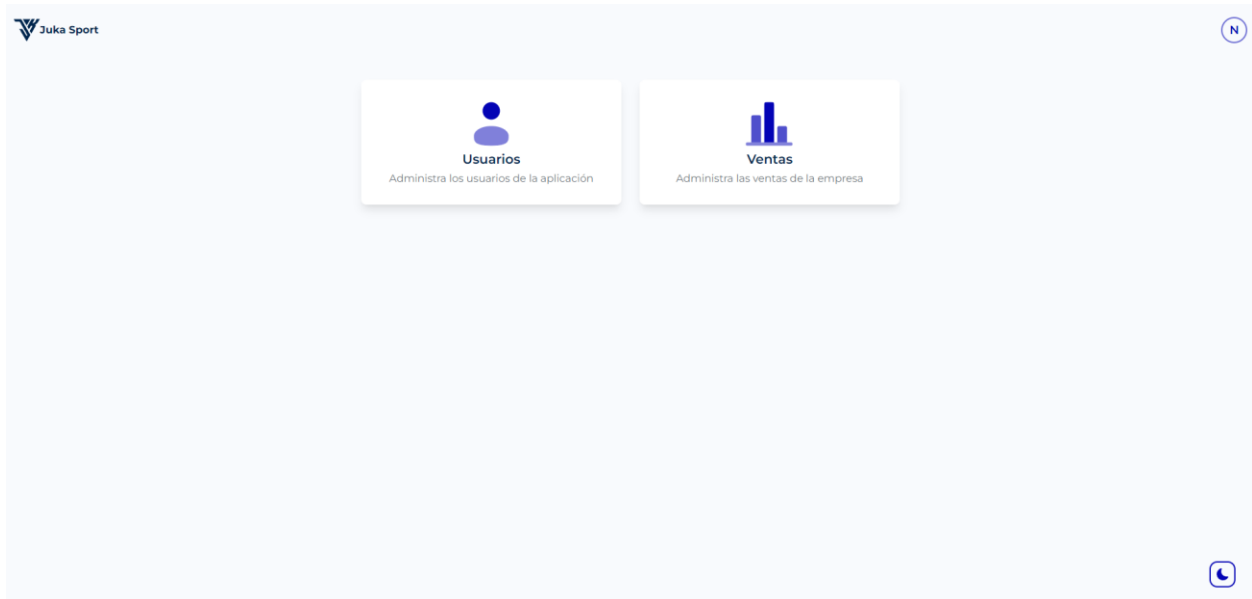 Juka Sport
N
Usuarios
Administra los usuarios de la aplicación
Ventas
Administra las ventas de la empresa